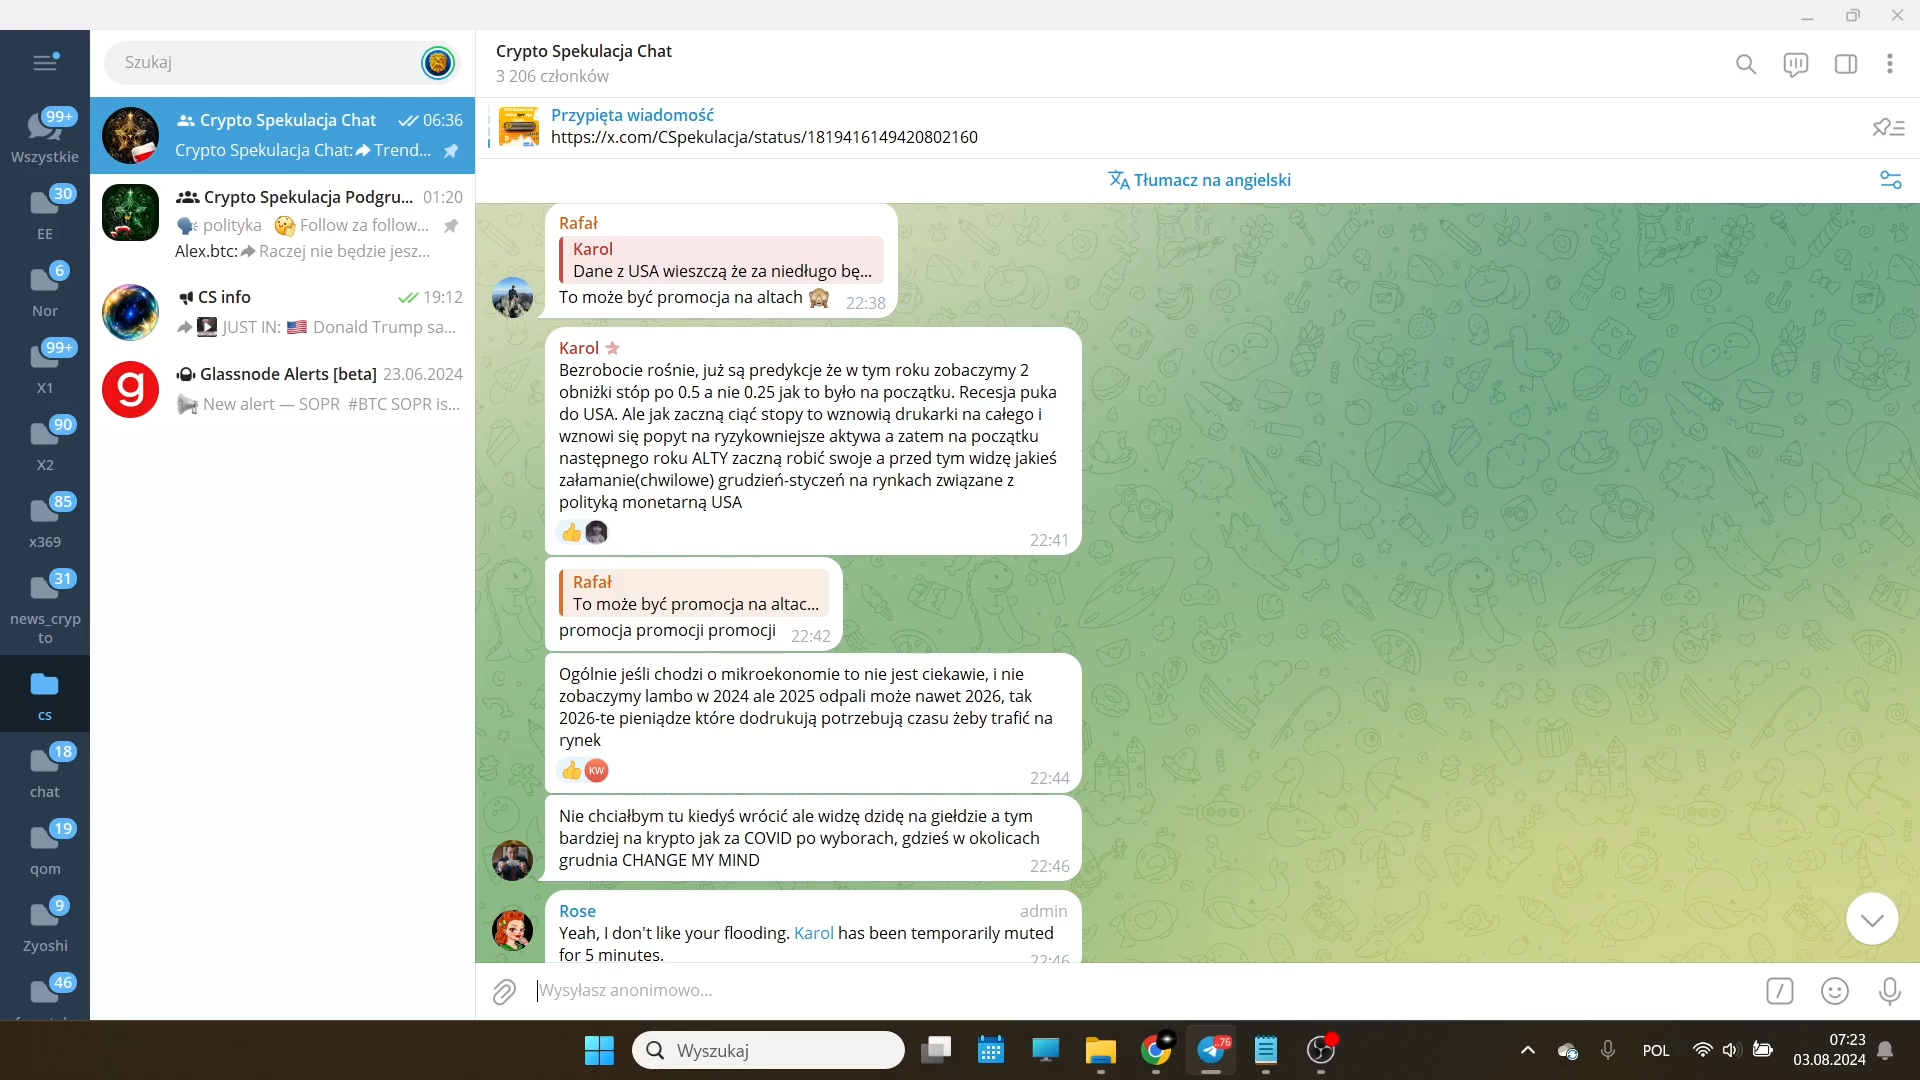 Szukaj
99+
Wszystkie
30
EE
6
Nor
99+
X1
90
X2
85
x369
31
news_cryp
to
cs
18
chat
19
qom
9
Zyoshi
46
Crypto Spekulacja Chat 06:36
Crypto Spekulacja Chat: Trend...
Crypto Spekulacja Podgru... 01:20
polityka Follow za follow...
Alex.btc: Raczej nie będzie jesz...
CS info 19:12
JUST IN: Donald Trump sa...
g
Glassnode Alerts [beta] 23.06.2024
New alert — SOPR #BTC SOPR is...
Crypto Spekulacja Chat
3 206 członków
Przypięta wiadomość
https://x.com/CSpekulacja/status/1819416149420802160
Tłumacz na angielski
Rafał
Karol
Dane z USA wieszczą że za niedługo bę...
To może być promocja na altach 22:38
Karol
Bezrobocie rośnie, już są predykcje że w tym roku zobaczymy 2
obniżki stóp po 0.5 a nie 0.25 jak to było na początku. Recesja puka
do USA. Ale jak zaczną ciąć stopy to wznowią drukarki na całego i
wznowi się popyt na ryzykowniejsze aktywa a zatem na początku
następnego roku ALTY zaczną robić swoje a przed tym widzę jakieś
załamanie(chwilowe) grudzień-styczeń na rynkach związane z
polityką monetarną USA
22:41
Rafał
To może być promocja na altac...
promocja promocji promocji 22:42
Ogólnie jeśli chodzi o mikroekonomie to nie jest ciekawie, i nie
zobaczymy lambo w 2024 ale 2025 odpali może nawet 2026, tak
2026-te pieniądze które dodrukują potrzebują czasu żeby trafić na
rynek
KW
22:44
Nie chciałbym tu kiedyś wrócić ale widzę dzidę na giełdzie a tym
bardziej na krypto jak za COVID po wyborach, gdzieś w okolicach
grudnia CHANGE MY MIND
22:46
Rose admin
Yeah, I don't like your flooding. Karol has been temporarily muted
for 5 minutes.
22:46
Wysyłasz anonimowo...
Wyszukaj
POL
07:23
03.08.2024